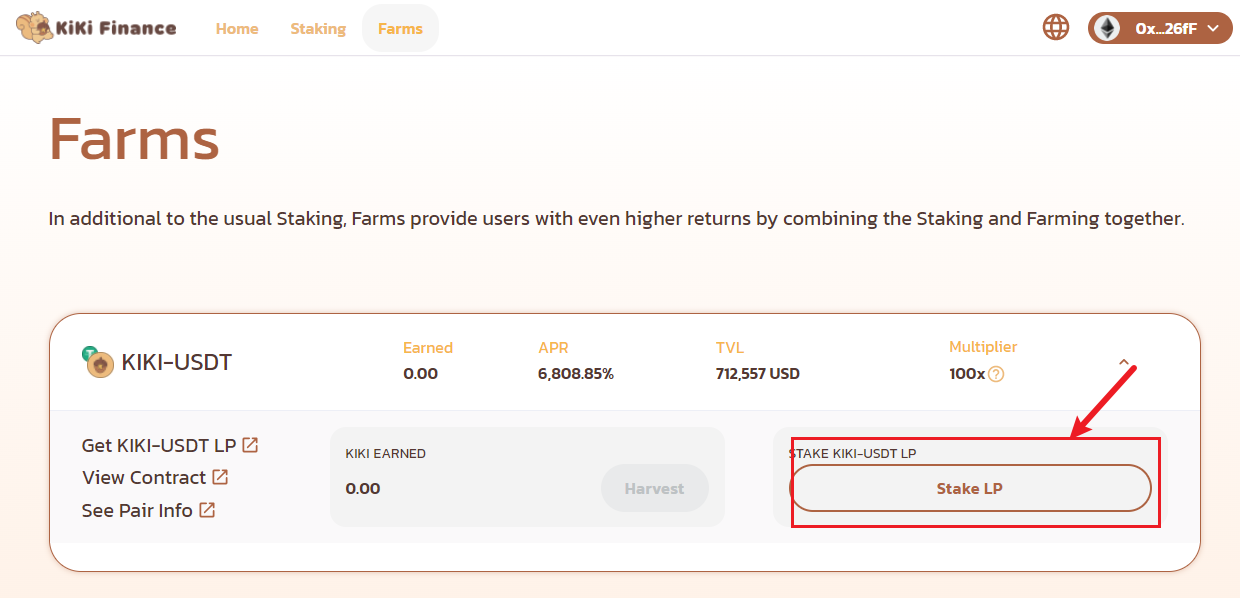 KiKi Finance Home Staking Farms 0x...26fF
Farms
In additional to the usual Staking, Farms provide users with even higher returns by combining the Staking and Farming together.
KIKI-USDT
Earned APR TVL Multiplier
0.00 6,808.85% 712,557 USD 100x ?
Get KIKI-USDT LP
View Contract
See Pair Info
KIKI EARNED
0.00 Harvest
STAKE KIKI-USDT LP
Stake LP